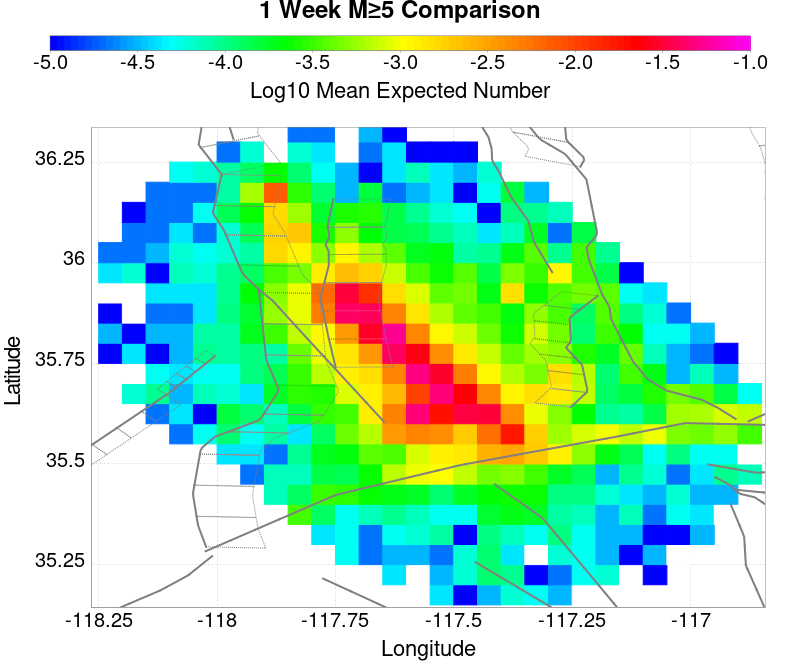 1 Week M≥5 Comparison
-5.0 -4.5 -4.0 -3.5 -3.0 -2.5 -2.0 -1.5 -1.0
Log10 Mean Expected Number
36.25
36
35.75
35.5
35.25
Latitude
-118.25 -118 -117.75 -117.5 -117.25 -117
Longitude